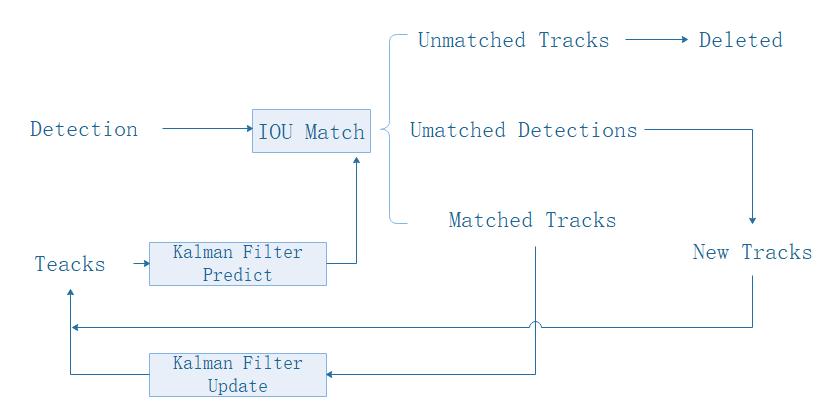 Unmatched Tracks
Deleted
Detection
IOU Match
Umatched Detections
Matched Tracks
New Tracks
Teacks
Kalman Filter
Predict
Kalman Filter
Update